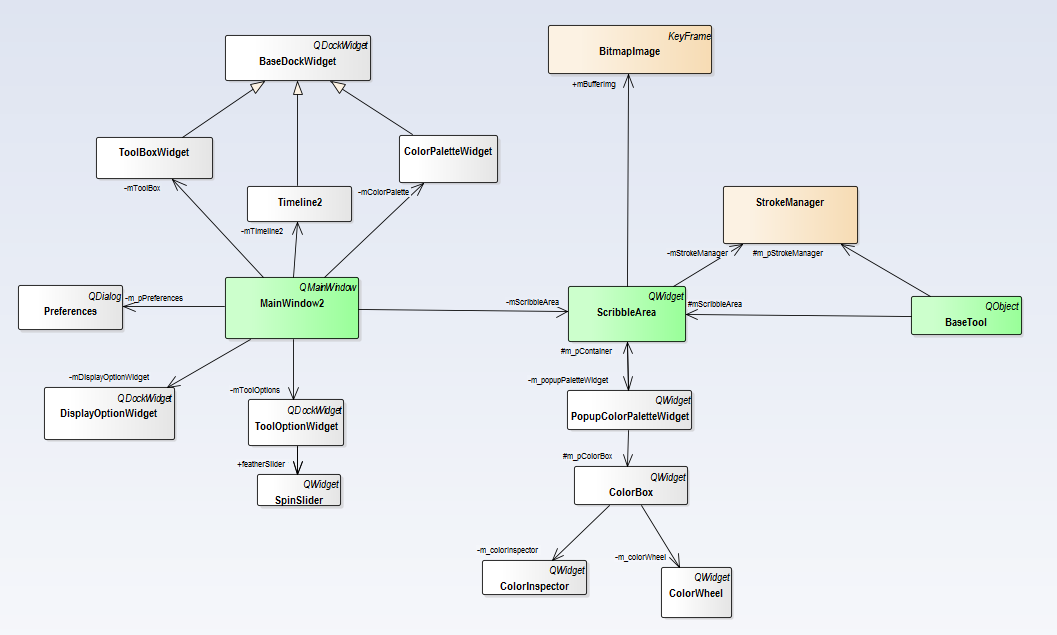 QDockWidget
BaseDockWidget
KeyFrame
BitmapImage
+mBufferImg
ToolBoxWidget
-mToolBox
ColorPaletteWidget
-mColorPalette
Timeline2
-mTimeline2
StrokeManager
-mStrokeManager
#m_pStrokeManager
QDialog
Preferences
-m_pPreferences
QMainWindow
MainWindow2
-mScribbleArea
QWidget
ScribbleArea
#mScribbleArea
QObject
BaseTool
#m_pContainer
-mDisplayOptionWidget
QDockWidget
DisplayOptionWidget
-mToolOptions
QDockWidget
ToolOptionWidget
-m_popupPaletteWidget
QWidget
PopupColorPaletteWidget
+featherSlider
QWidget
SpinSlider
#m_pColorBox
QWidget
ColorBox
-m_colorInspector
QWidget
ColorInspector
-m_colorWheel
QWidget
ColorWheel